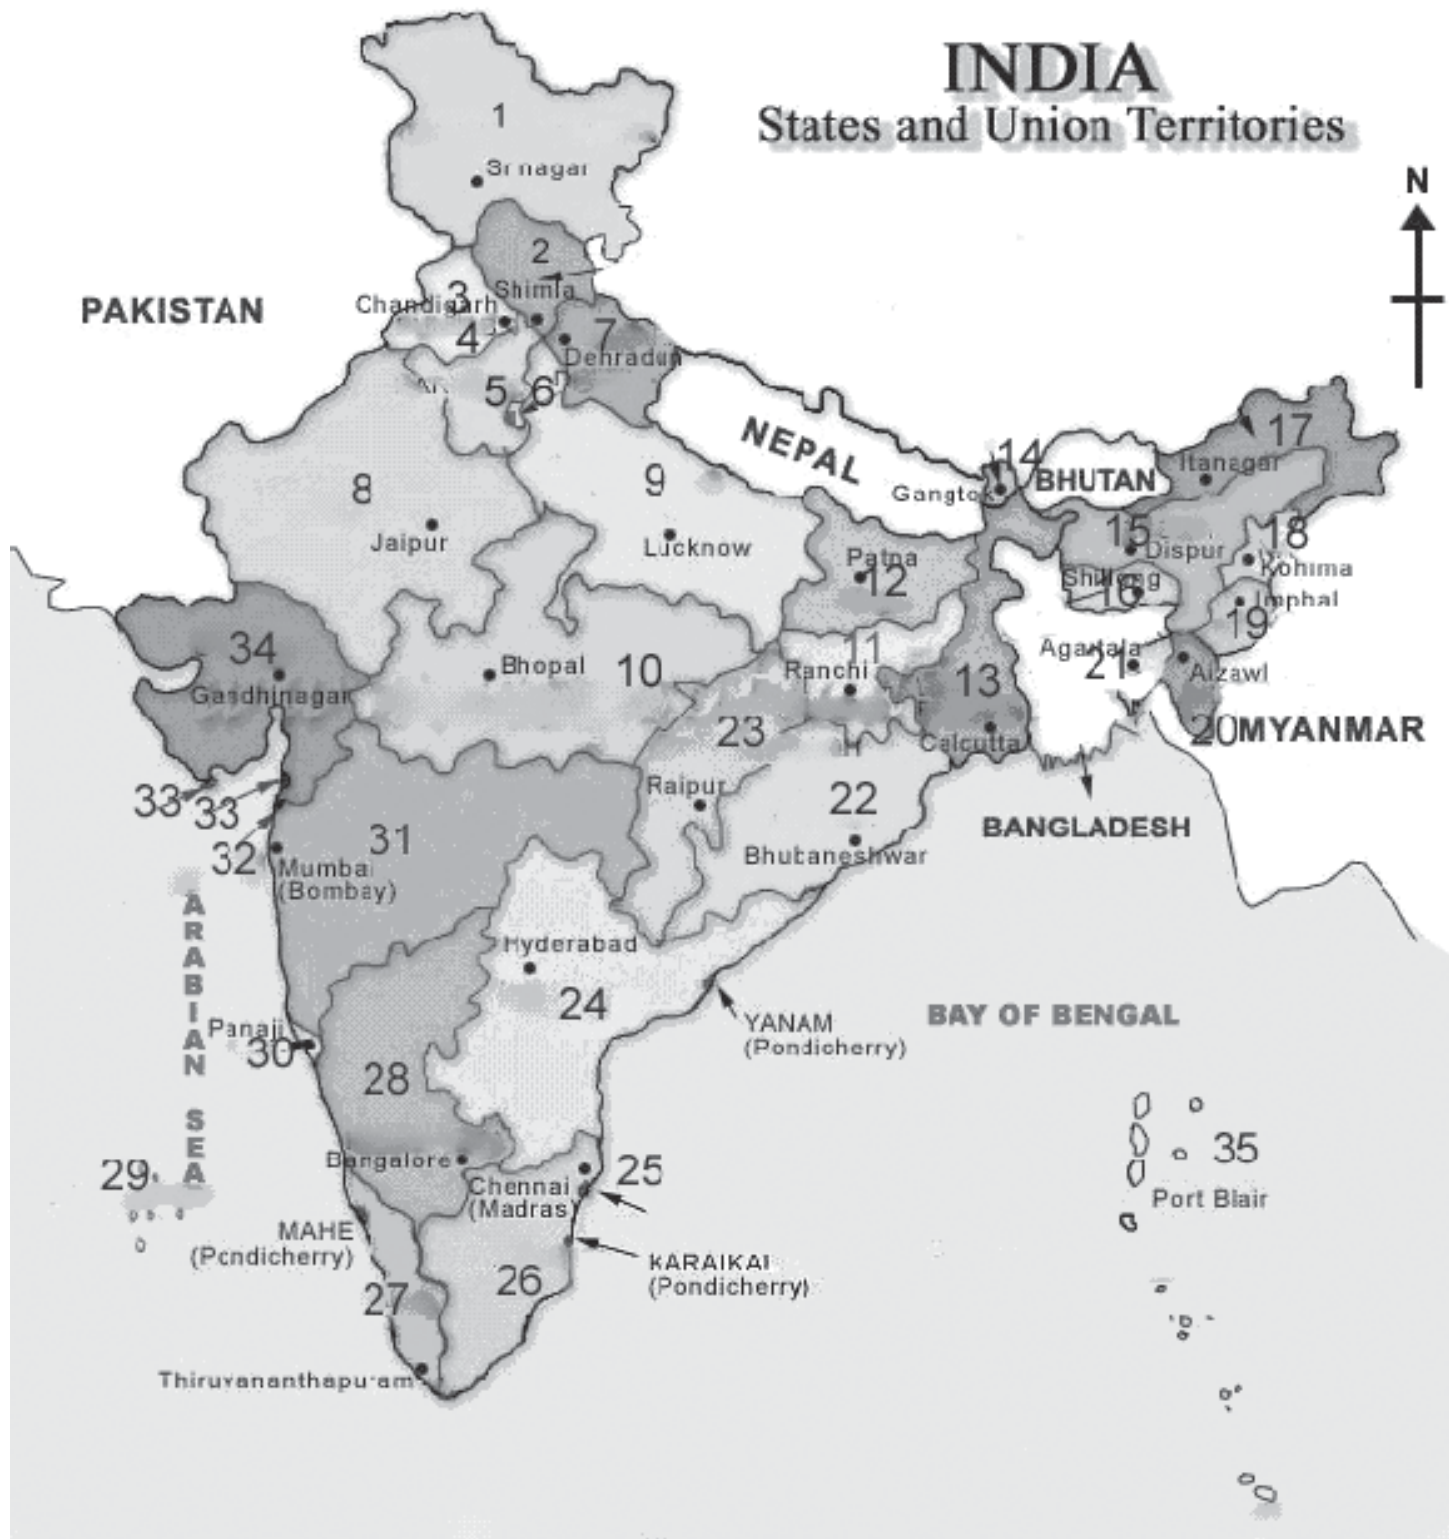 INDIA
States and Union Territories
N
1
Srinagar
2
PAKISTAN
3
Shimla
Chandigarh
4
7
Dehradun
5
6
NEPAL
14
BHUTAN
17
Itanagar
Gangtok
8
9
Jaipur
Lucknow
15
Dispur
18
Kohima
Patna
12
Shillong
16
Imphal
19
34
Gandhinagar
Bhopal
10
11
Ranchi
13
Agartala
21
Aizawl
20
MYANMAR
23
Calcutta
33
33
Raipur
22
BANGLADESH
32
31
Mumbai
(Bombay)
Bhubaneshwar
ARABIAN SEA
Hyderabad
24
YANAM
(Pondicherry)
BAY OF BENGAL
Panaji
30
28
29
Bangalore
Chennai
(Madras)
25
35
Port Blair
MAHE
(Pondicherry)
KARAIKAL
(Pondicherry)
26
27
Thiruvananthapuram